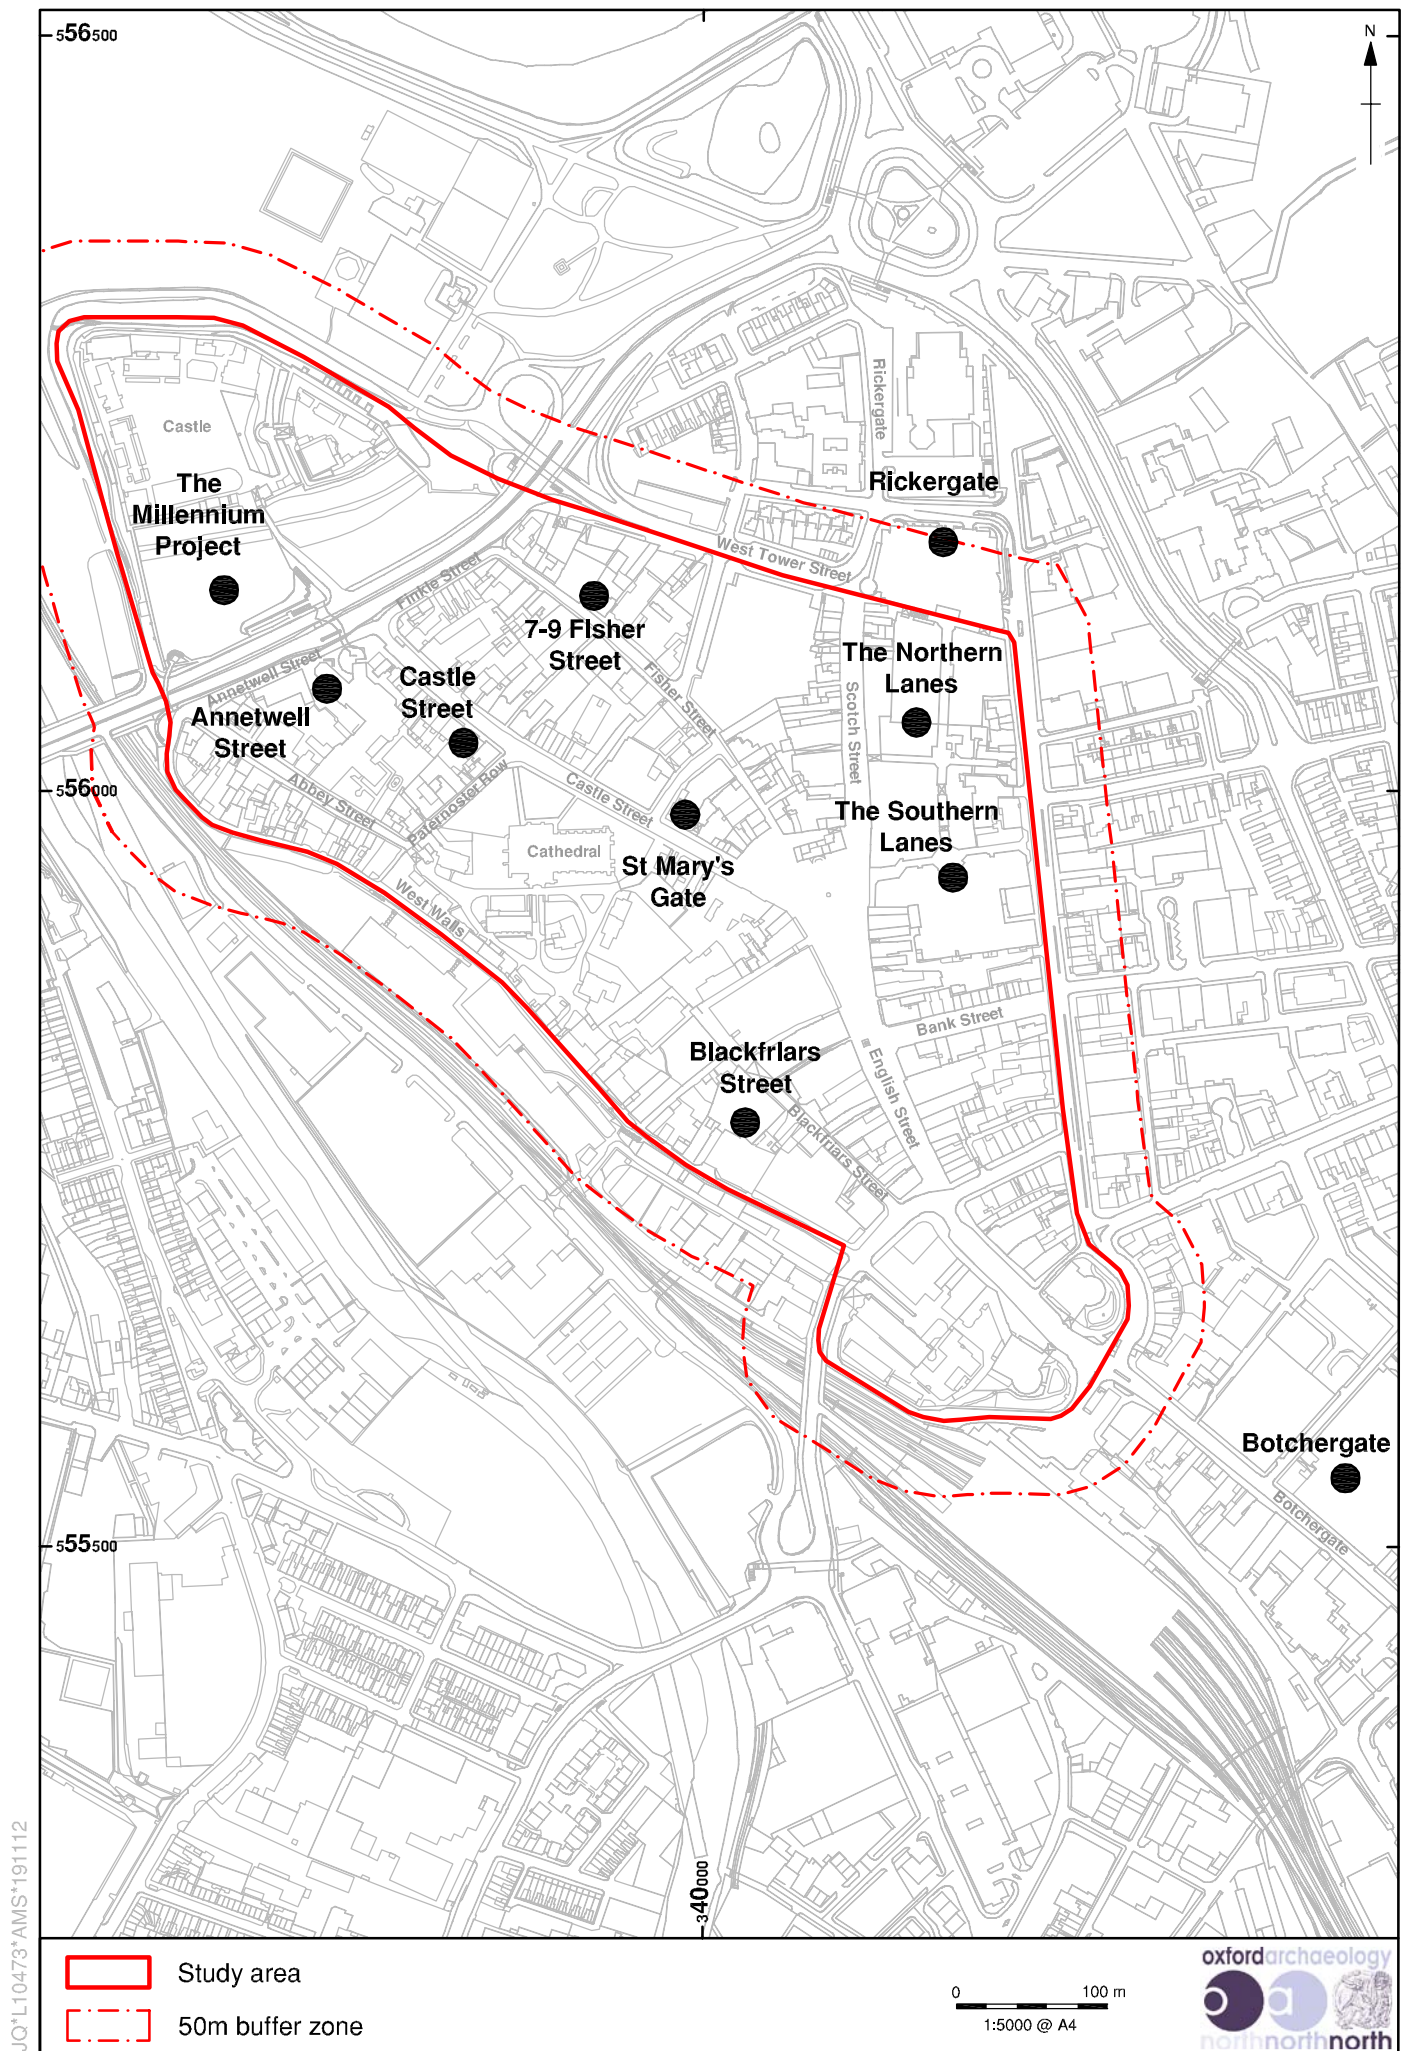 556500
N
Castle
Rickergate
The
Millennium
Project
Rickergate
West Tower Street
Finkle Street
7-9 FIsher
Street
The Northern
Lanes
Annetwell Street
Castle
Street
Fisher Street
Scotch Street
Annetwell
Street
556000
Abbey Street
Paternoster Row
Castle Street
The Southern
Lanes
Cathedral
St Mary's
Gate
West Walls
Bank Street
Blackfriars
Street
English Street
Blackfriars Street
Botchergate
Botchergate
555500
340000
JQ*L10473*AMS*191112
Study area
50m buffer zone
0 100 m
1:5000 @ A4
oxfordarchaeology
oa
northnorthnorth